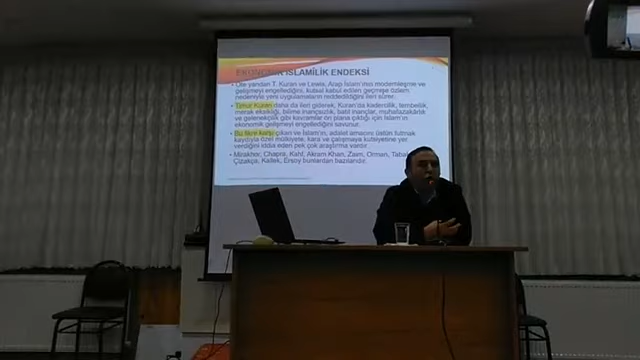 EKONOMİK İSLAMİLİK ENDEKSİ
• Öte yandan T. Kuran ve Lewis, Arap İslam'ının modernleşme ve
gelişmeyi engellediğini, kutsal kabul edilen geçmişe özlem
nedeniyle yeni uygulamaların reddedildiğini ileri sürer.
• Timur Kuran daha da ileri giderek, Kuran'da kadercilik, tembellik,
merak eksikliği, bilime inançsızlık, batıl inançlar, muhafazakarlık
ve gelenekçilik gibi kavramlar ön plana çıktığı için İslam'ın
ekonomik gelişmeyi engellediğini savunur.
• Bu fikre karşı çıkan ve İslam'ın, adalet amacını üstün tutmak
kaydıyla özel mülkiyete, kara ve çalışmaya kutsiyetine yer
verdiğini iddia eden pek çok araştırma vardır.
• Mirakhor, Chapra, Kahf, Akram Khan, Zaim, Orman, Tabakoğlu
Çizakça, Kallek, Ersoy bunlardan bazılarıdır.